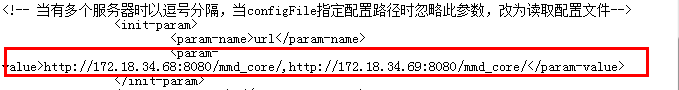 <!-- 当有多个服务器时以逗号分隔，当configFile指定配置路径时忽略此参数，改为读取配置文件-->
<init-param>
<param-name>url</param-name>
<param-
value>http://172.18.34.68:8080/mmd_core/,http://172.18.34.69:8080/mmd_core/</param-value>
</init-param>